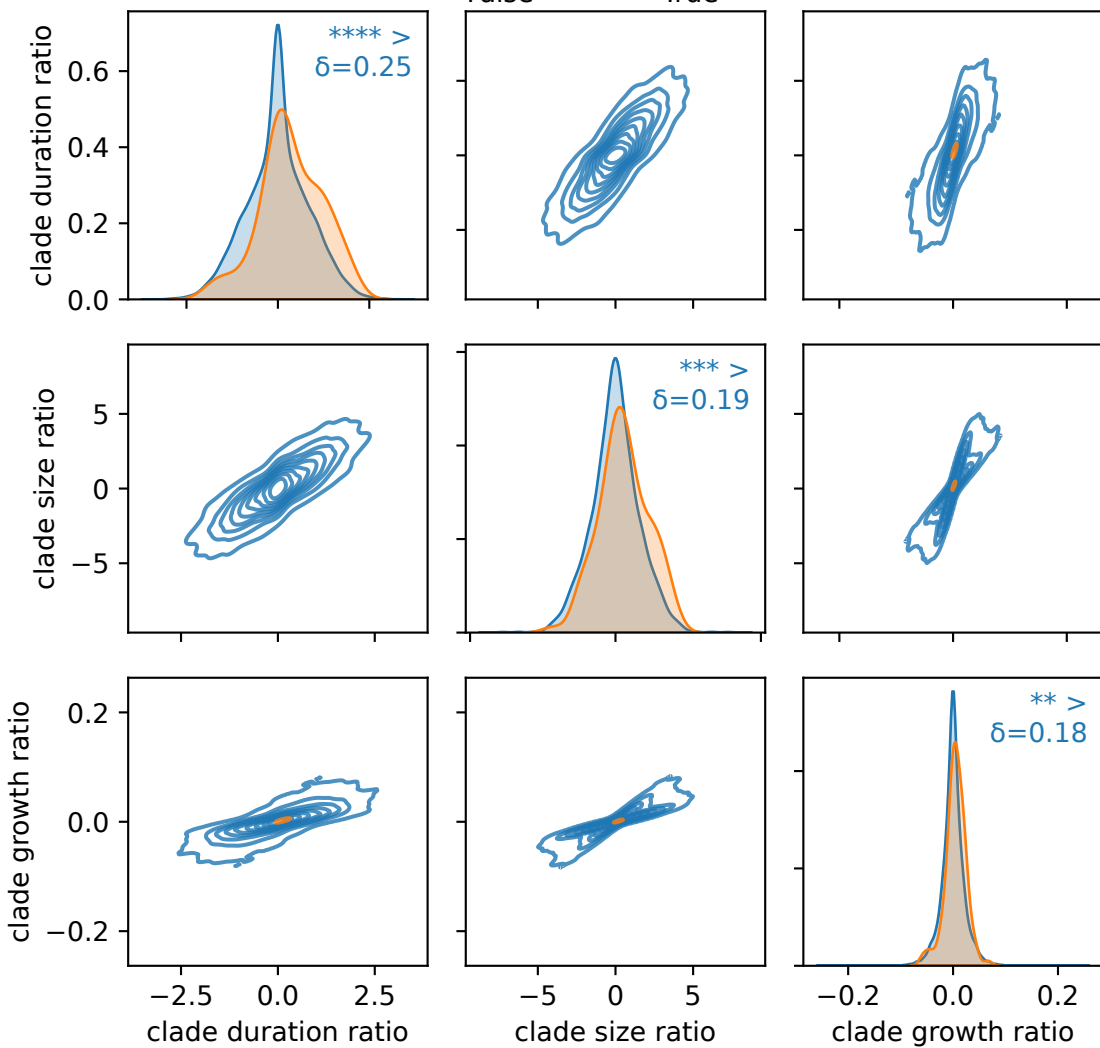 **** >
δ=0.25
clade duration ratio
0.6
0.4
0.2
0.0
*** >
δ=0.19
clade size ratio
5
0
−5
** >
δ=0.18
clade growth ratio
0.2
0.0
−0.2
−2.5 0.0 2.5
−5 0 5
−0.2 0.0 0.2
clade duration ratio
clade size ratio
clade growth ratio